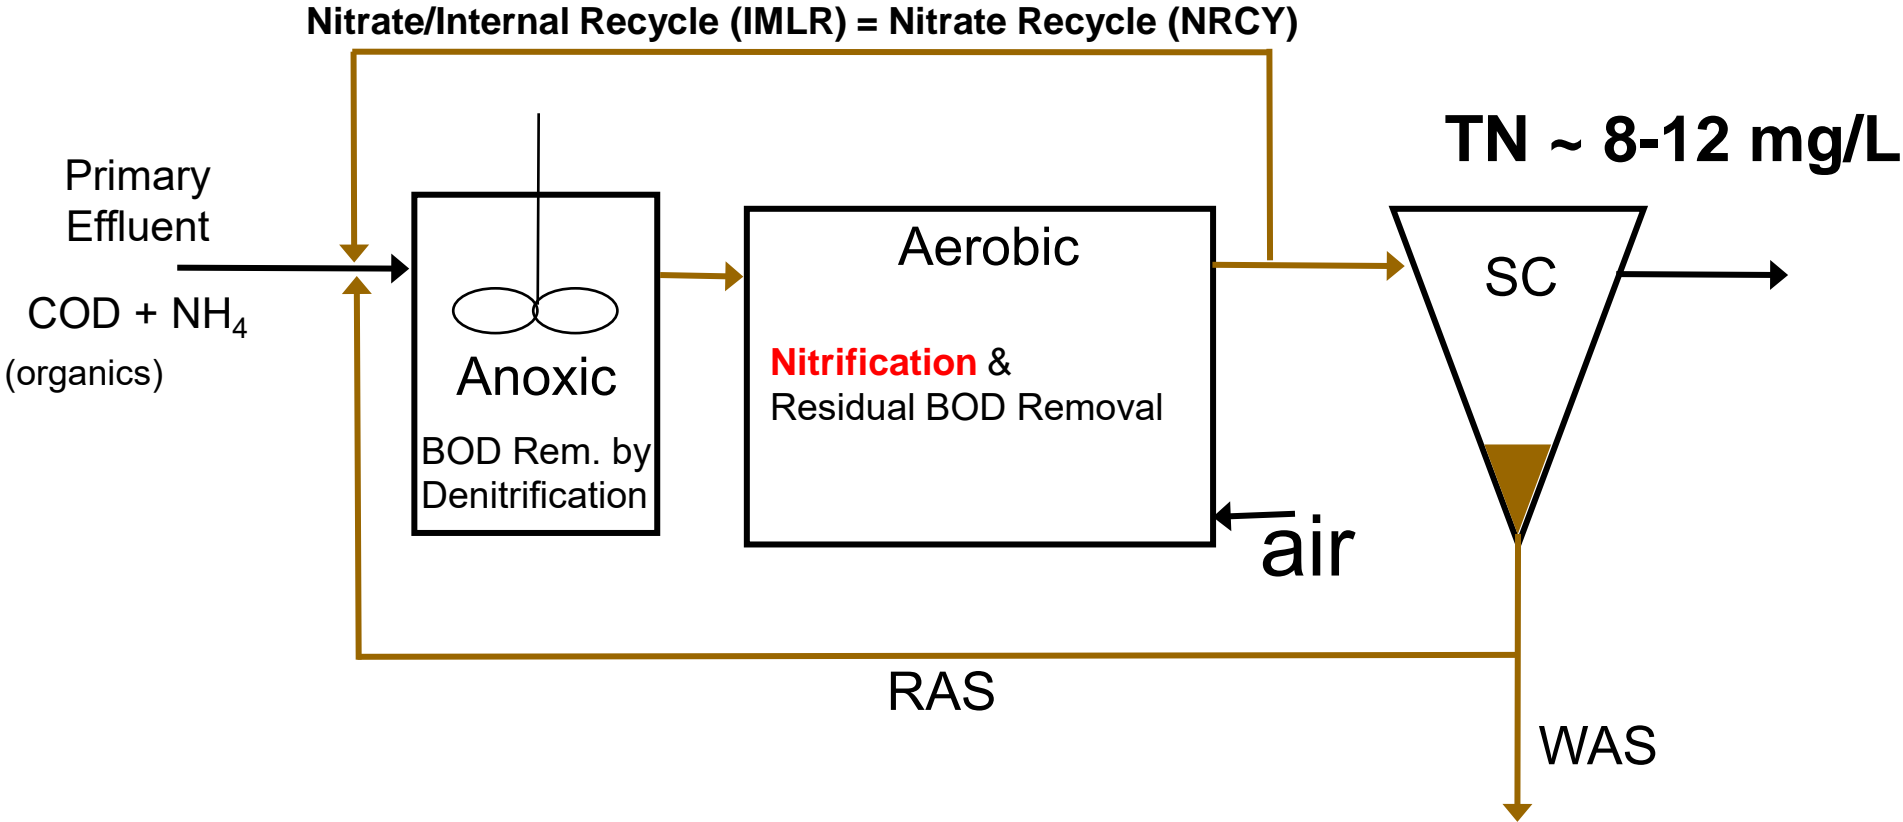 Nitrate/Internal Recycle (IMLR) = Nitrate Recycle (NRCY)
TN ~ 8-12 mg/L
Primary
Effluent
COD + NH4
(organics)
Anoxic
BOD Rem. by
Denitrification
Aerobic
Nitrification &
Residual BOD Removal
air
SC
RAS
WAS